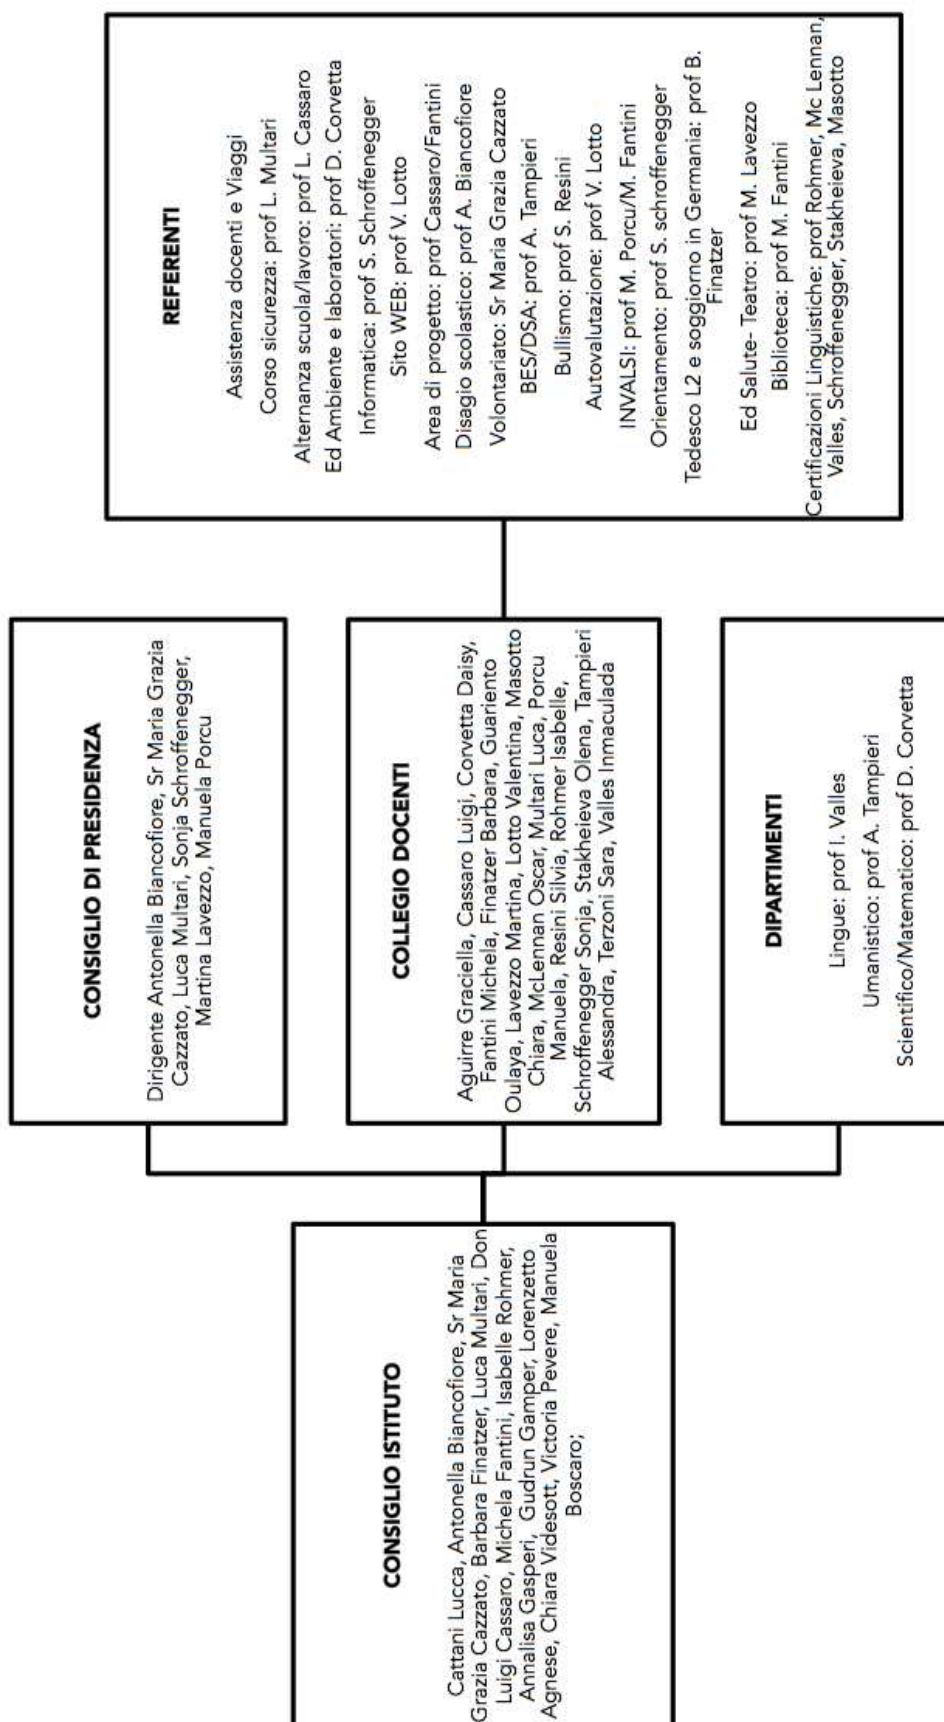 CONSIGLIO ISTITUTO
Cattani Lucca, Antonella Biancofiore, Sr Maria
Grazia Cazzato, Barbara Finatzer, Luca Multari, Don
Luigi Cassaro, Michela Fantini, Isabelle Rohmer,
Annalisa Gasperi, Gudrun Gamper, Lorenzetto
Agnese, Chiara Videsott, Victoria Pevere, Manuela
Boscaro;
CONSIGLIO DI PRESIDENZA
Dirigente Antonella Biancofiore, Sr Maria Grazia
Cazzato, Luca Multari, Sonja Schroffenegger,
Martina Lavezzo, Manuela Porcu
COLLEGIO DOCENTI
Aguirre Graciella, Cassaro Luigi, Corvetta Daisy,
Fantini Michela, Finatzer Barbara, Guariento
Oulaya, Lavezzo Martina, Lotto Valentina, Masotto
Chiara, McLennan Oscar, Multari Luca, Porcu
Manuela, Resini Silvia, Rohmer Isabelle,
Schroffenegger Sonja, Stakheieva Olena, Tampieri
Alessandra, Terzoni Sara, Valles Inmaculada
DIPARTIMENTI
Lingue: prof I. Valles
Umanistico: prof A. Tampieri
Scientifico/Matematico: prof D. Corvetta
REFERENTI
Assistenza docenti e Viaggi
Corso sicurezza: prof L. Multari
Alternanza scuola/lavoro: prof L. Cassaro
Ed Ambiente e laboratori: prof D. Corvetta
Informatica: prof S. Schroffenegger
Sito WEB: prof V. Lotto
Area di progetto: prof Cassaro/Fantini
Disagio scolastico: prof A. Biancofiore
Volontariato: Sr Maria Grazia Cazzato
BES/DSA: prof A. Tampieri
Bullismo: prof S. Resini
Autovalutazione: prof V. Lotto
INVALSI: prof M. Porcu/M. Fantini
Orientamento: prof S. schroffenegger
Tedesco L2 e soggiorno in Germania: prof B.
Finatzer
Ed Salute- Teatro: prof M. Lavezzo
Biblioteca: prof M. Fantini
Certificazioni Linguistiche: prof Rohmer, Mc Lennan,
Valles, Schroffenegger, Stakheieva, Masotto